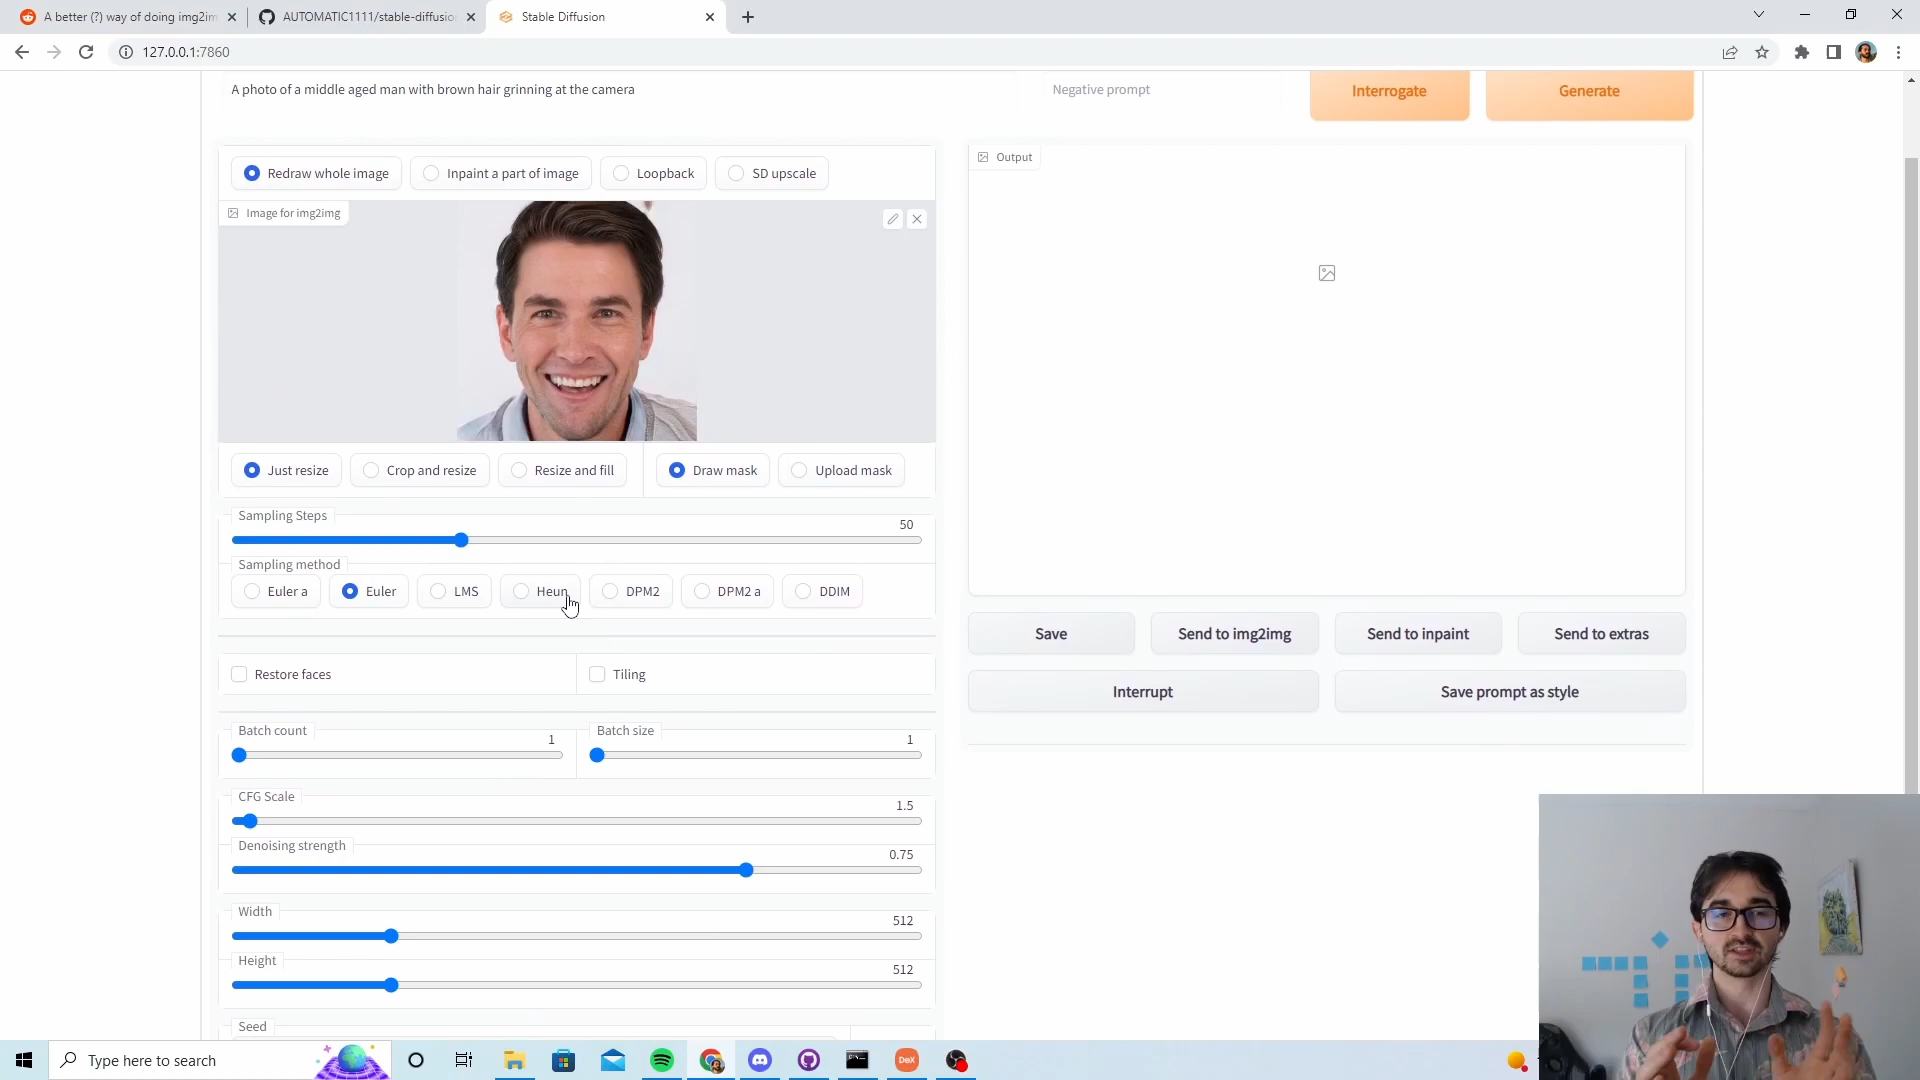 A better (?) way of doing img2im
AUTOMATIC1111/stable-diffusion
Stable Diffusion
127.0.0.1:7860
A photo of a middle aged man with brown hair grinning at the camera
Negative prompt
Interrogate
Generate
Redraw whole image
Inpaint a part of image
Loopback
SD upscale
Output
Image for img2img
Just resize
Crop and resize
Resize and fill
Draw mask
Upload mask
Sampling Steps
50
Sampling method
Euler a
Euler
LMS
Heun
DPM2
DPM2 a
DDIM
Save
Send to img2img
Send to inpaint
Send to extras
Restore faces
Tiling
Interrupt
Save prompt as style
Batch count
1
Batch size
1
CFG Scale
1.5
Denoising strength
0.75
Width
512
Height
512
Seed
Type here to search
DeX